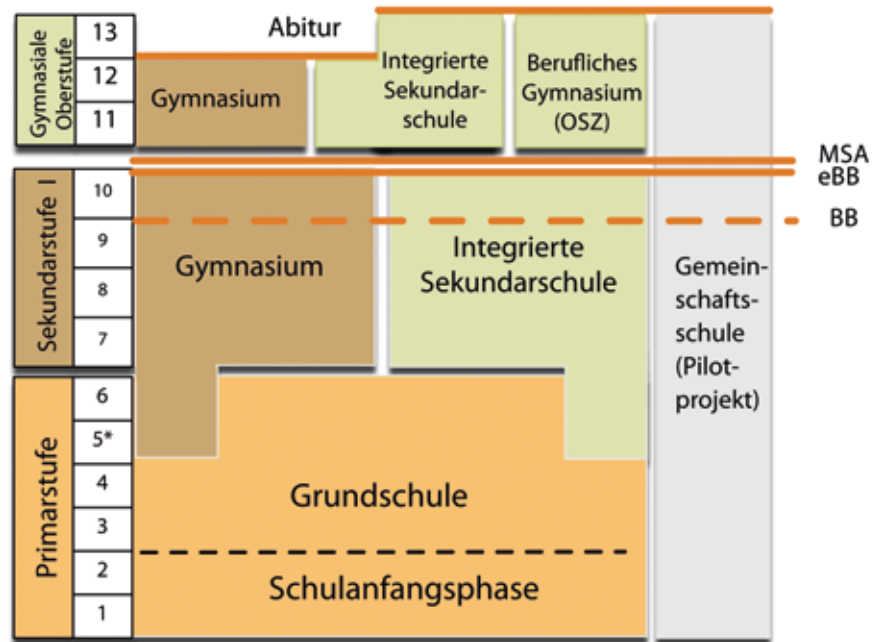 Gymnasiale
Oberstufe
13
12
11
Abitur
Gymnasium
Integrierte
Sekundar-
schule
Berufliches
Gymnasium
(OSZ)
MSA
eBB
BB
Sekundarstufe I
10
9
8
7
Gymnasium
Integrierte
Sekundarschule
Gemein-
schafts-
schule
(Pilot-
projekt)
Primarstufe
6
5*
4
3
2
1
Grundschule
Schulanfangsphase